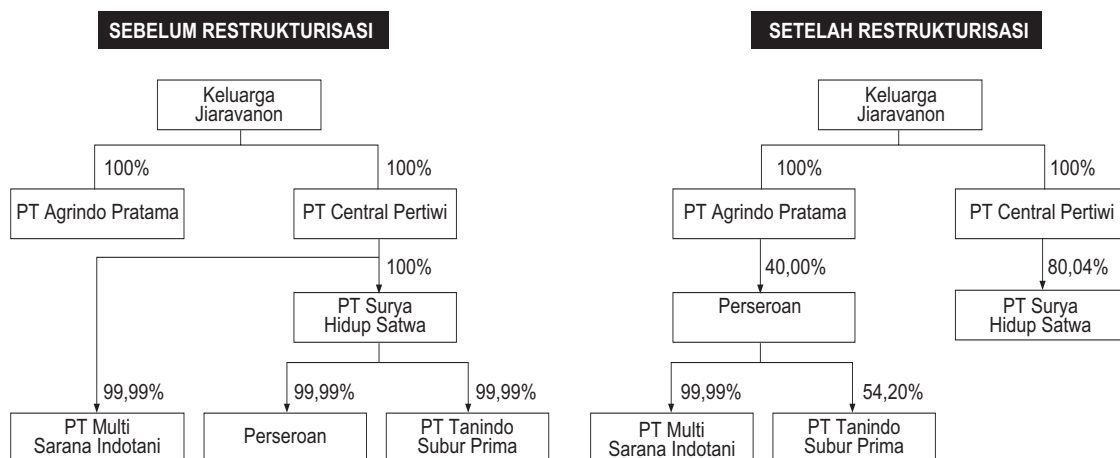 SEBELUM RESTRUKTURISASI
Keluarga
Jiaravanon
100%
100%
PT Agrindo Pratama
PT Central Pertiwi
100%
PT Surya
Hidup Satwa
99,99%
99,99%
99,99%
PT Multi
Sarana Indotani
Perseroan
PT Tanindo
Subur Prima
SETELAH RESTRUKTURISASI
Keluarga
Jiaravanon
100%
100%
PT Agrindo Pratama
PT Central Pertiwi
40,00%
80,04%
Perseroan
PT Surya
Hidup Satwa
99,99%
54,20%
PT Multi
Sarana Indotani
PT Tanindo
Subur Prima